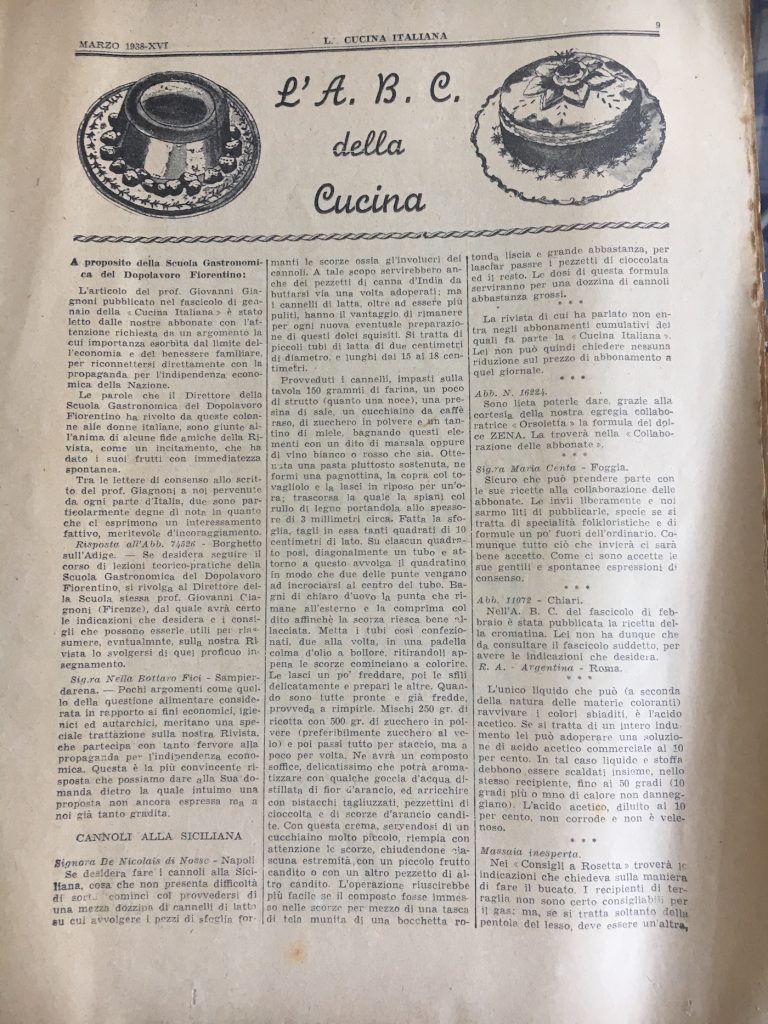 MARZO 1938-XVI
L. CUCINA ITALIANA
9
L'A. B. C.
della
Cucina
A proposito della Scuola Gastronomi-
ca del Dopolavoro Fiorentino:
L'articolo del prof. Giovanni Gia-
gnoni pubblicato nel fascicolo di gen-
naio della « Cucina Italiana » è stato
letto dalle nostre abbonate con l'at-
tenzione richiesta da un argomento la
cui importanza esorbita dal limite del-
l'economia e del benessere familiare,
per riconnettersi direttamente con la
propaganda per l'indipendenza econo-
mica della Nazione.
Le parole che il Direttore della
Scuola Gastronomica del Dopolavoro
Fiorentino ha rivolto da queste colon-
ne alle donne italiane, sono giunte al-
l'anima di alcune fide amiche della Ri-
vista, come un incitamento, che ha
dato i suoi frutti con immediatezza
spontanea.
Tra le lettere di consenso allo scrit-
to del prof. Giagnoni a noi pervenute
da ogni parte d'Italia, due sono par-
ticolarmente degne di nota in quanto
che ci esprimono un interessamento
fattivo, meritevole d'incoraggiamento.
Risposta all'Abb. 74526 - Borghetto
sull'Adige. — Se desidera seguire il
corso di lezioni teorico-pratiche della
Scuola Gastronomica del Dopolavoro
Fiorentino, si rivolga al Direttore del-
la Scuola stessa prof. Giovanni Gia-
gnoni (Firenze), dal quale avrà certo
le indicazioni che desidera e i consi-
gli che possono esserle utili per rias-
sumere, evntualmnte, sulla nostra Ri-
vista lo svolgersi di quel proficuo in-
segnamento.
Sig.ra Nella Bottaro Fici - Sampier-
darena. — Pochi argomenti come quel-
lo della questione alimentare conside-
rata in rapporto ai fini economici, igie-
nici ed autarchici, meritano una spe-
ciale trattazione sulla nostra Rivista,
che partecipa con tanto fervore alla
propaganda per l'indipendenza econo-
mica. Questa è la più convincente ri-
sposta che possiamo dare alla Sua do-
manda dietro la quale intuimo una
proposta non ancora espressa ma a
noi già tanto gradita.
CANNOLI ALLA SICILIANA
Signora De Nicolais di Nosse - Napoli
Se desidera fare i cannoli alla Sici-
liana, cosa che non presenta difficoltà
di sorta cominci col provvedersi di
una mezza dozzina di cannelli di latta
su cui avvolgere i pezzi di sfoglia for-
manti le scorze ossia gl'involucri dei
cannoli. A tale scopo servirebbero an-
che dei pezzetti di canna d'India da
buttarsi via una volta adoperati; ma
i cannelli di latta, oltre ad essere più
puliti, hanno il vantaggio di rimanere
per ogni nuova eventuale preparazio-
ne di questi dolci squisiti. Si tratta di
piccoli tubi di latta di due centimetri
di diametro, e lunghi dai 15 ai 18 cen-
timetri.
Provveduti i cannelli, impasti sulla
tavola 150 grammi di farina, un poco
di strutto (quanto una noce), una pre-
sina di sale, un cucchiaino da caffè
raso, di zucchero in polvere e un tan-
tino di miele, bagnando questi ele-
menti con un dito di marsala oppure
di vino bianco o rosso che sia. Otte-
nuta una pasta pluttosto sostenuta, ne
formi una pagnottina, la copra col to-
vagliolo e la lasci in riposo per un'o-
ra; trascorsa la quale la spiani col
rullo di legno portandola allo spesso-
re di 3 millimetri circa. Fatta la sfo-
glia, tagli in essa tanti quadrati di 10
centimetri di lato. Su clascun quadra-
to posi, diagonalmente un tubo e at-
torno a questo avvolga il quadratino
in modo che due punte vengano
ad incrociarsi al centro del tubo. Ba-
gni di chiaro d'uovo la punta che ri-
mane all'esterno e la comprima col
dito affinchè la scorza riesca bene al-
lacciata. Metta i tubi così confezio-
nati, due alla volta, in una padella
colma d'olio a bollore, ritirandoli ap-
pena le scorze cominciano a colorire.
Le lasci un po' freddare, poi le sfili
delicatamente e prepari le altre. Quan-
do sono tutte pronte e già fredde,
provveda a rimpirle. Mischi 250 gr. di
ricotta con 500 gr. di zucchero in pol-
vere (preferibilmente zucchero al ve-
lo) e poi passi tutto per staccio, ma a
poco per volta. Ne avrà un composto
soffice, delicatissimo che potrà aroma-
tizzare con qualche goccia d'acqua di-
stillata di fior d'arancio, ed arricchire
con pistacchi tagliuzzati, pezzettini di
cioccolta e di scorze d'arancio candi-
te. Con questa crema, servendosi di un
cucchiaino molto piccolo, riempia con
attenzione le scorze, chiudendone cia-
scuna estremità con un piccolo frutto
candito o con un altro pezzetto di al-
tro candito. L'operazione riuscirebbe
più facile se il composto fosse immes-
so nelle scorze per mezzo di una tasca
di tela munita di una bocchetta ro-
tonda liscia e grande abbastanza, per
lasciar passre i pezzetti di cioccolata
ed il resto. Le dosi di questa formula
serviranno per una dozzina di cannoli
abbastanza grossi.
* * *
La rivista di cui ha parlato non en-
tra negli abbonamenti cumulativi dei
quali fa parte la « Cucina Italiana ».
Lei non può quindi chiedere nessuna
riduzione sul prezzo di abbonamento a
quel giornale.
* * *
Abb. N. 16224.
Sono lieta poterle dare, grazie alla
cortesia della nostra egregia collabo-
ratrice « Orsoletta » la formula del dol-
ce ZENA. La troverà nella « Collabo-
razione delle abbonate ».
* * *
Sig.ra Maria Centa - Foggia.
Sicuro che può prendere parte con
le sue ricette alla collaborazione delle
abbonate. Le invii liberamente e noi
sarmo liti di pubblicarle, specie se si
tratta di specialità folkloristiche e di
formule un po' fuori dell'ordinario. Co-
munque tutto ciò che invierà ci sarà
bene accetto. Come ci sono accette le
sue gentili e spontanee espressioni di
consenso.
* * *
Abb. 11072 - Chiari.
Nell'A. B. C. del fascicolo di feb-
braio è stata pubblicata la ricetta del-
la cromatina. Lei non ha dunque che
da consultare il fascicolo suddetto, per
avere le indicazioni che desidera.
R. A. - Argentina - Roma.
* * *
L'unico liquido che può (a seconda
della natura delle materie coloranti)
ravvivare i colori sbiaditi, è l'acido
acetico. Se si tratta di un intero indu-
mento lei può adoperare una soluzio-
ne di acido acetico commerciale al 10
per cento. In tal caso liquido e stoffa
debbono essere scaldati insieme, nello
stesso recipiente, fino ai 50 gradi (10
gradi più o mno di calore non danneg-
giano). L'acido acetico, diluito al 10
per cento, non corrode e non è vele-
noso.
* * *
Massaia inesperta.
Nei « Consigli a Rosetta » troverà le
indicazioni che chiedeva sulla maniera
di fare il bucato. I recipienti di ter-
raglia non sono certo consigliabili per
il gas; ma, se si tratta soltanto della
pentola del lesso, deve essere un'altra,